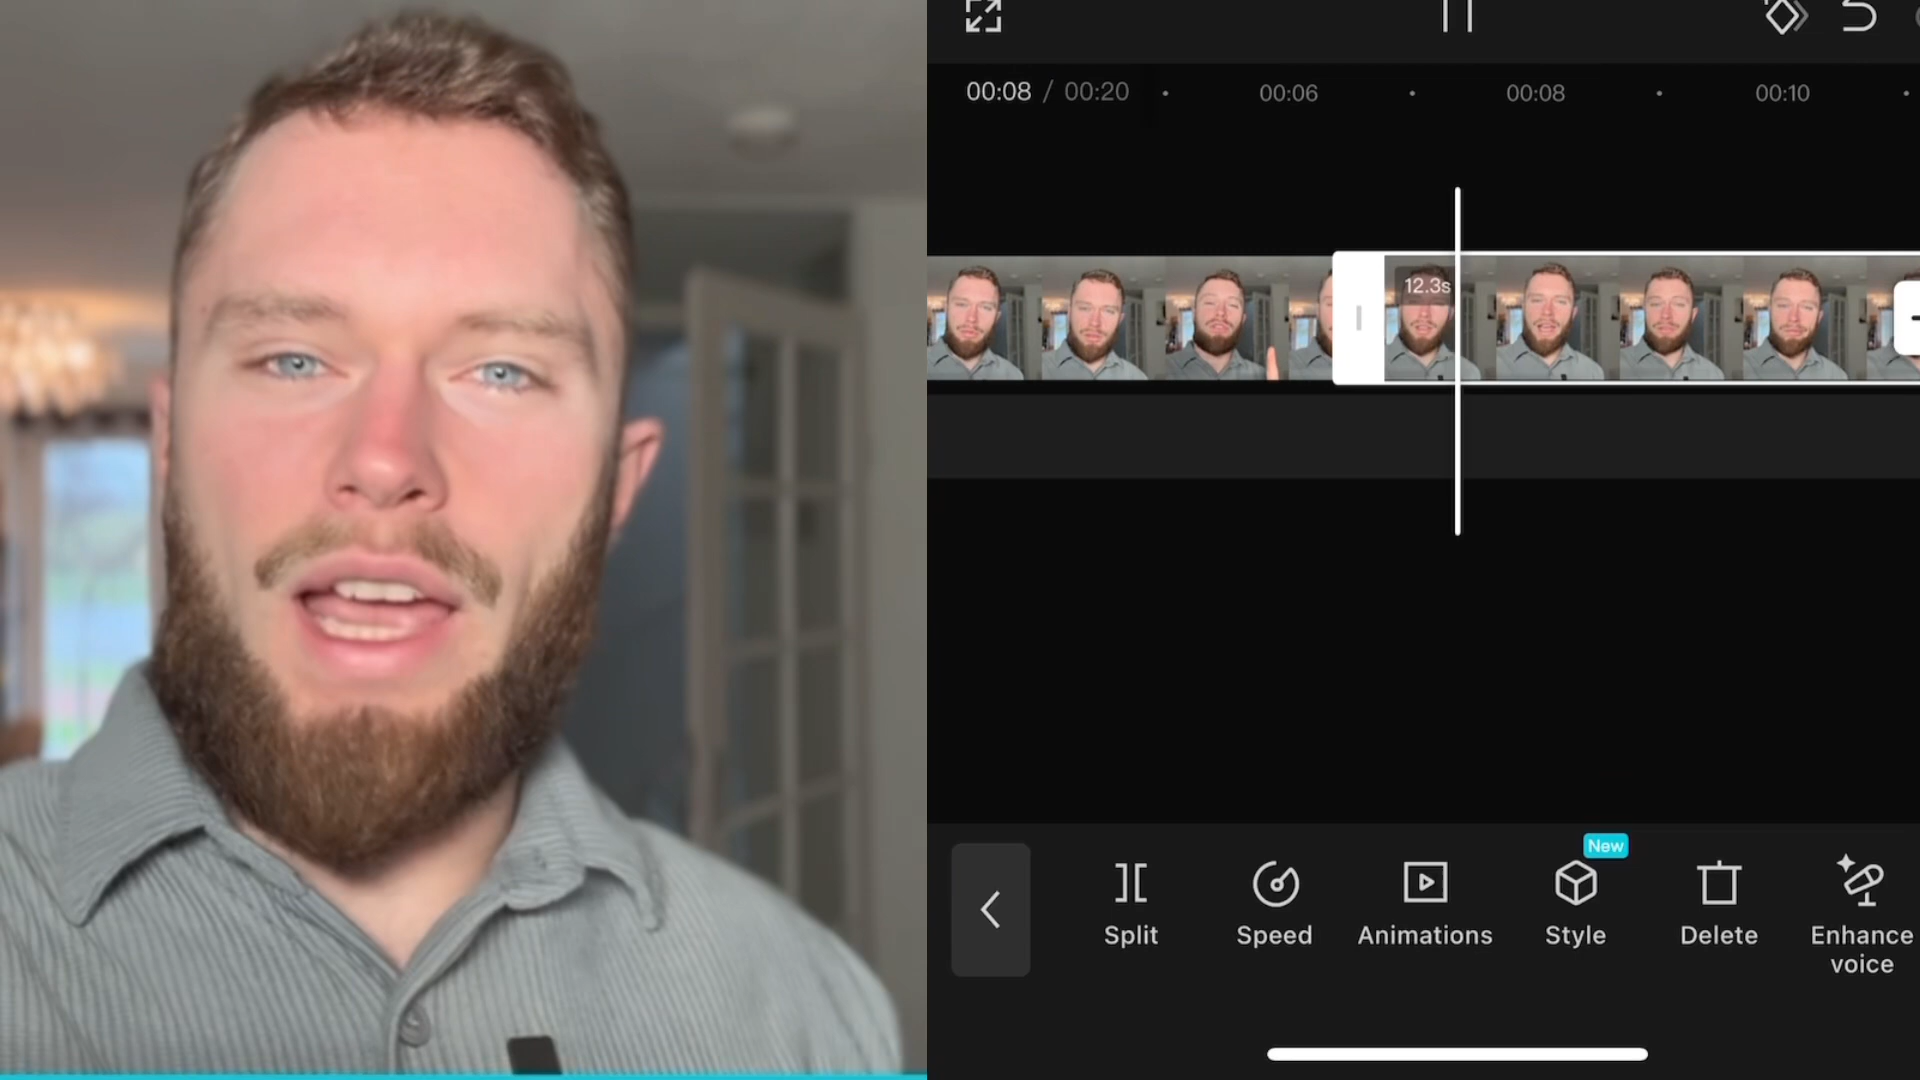 00:08 / 00:20
00:06
00:08
00:10
12.3s
New
Split
Speed
Animations
Style
Delete
Enhance
voice